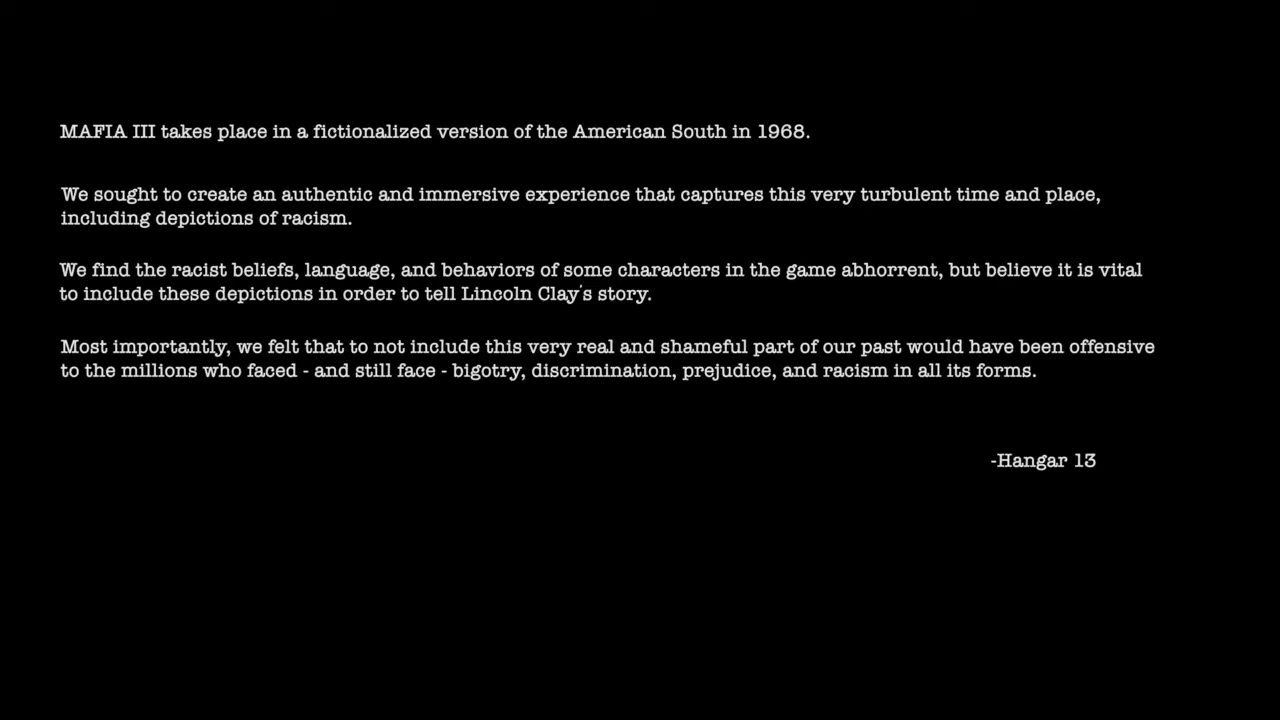 MAFIA III takes place in a fictionalized version of the American South in 1968.
We sought to create an authentic and immersive experience that captures this very turbulent time and place,
including depictions of racism.
We find the racist beliefs, language, and behaviors of some characters in the game abhorrent, but believe it is vital
to include these depictions in order to tell Lincoln Clay's story.
Most importantly, we felt that to not include this very real and shameful part of our past would have been offensive
to the millions who faced - and still face - bigotry, discrimination, prejudice, and racism in all its forms.
-Hangar 13